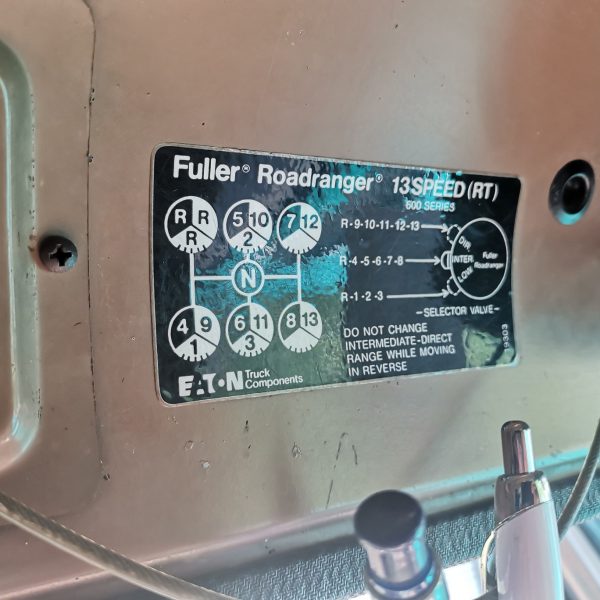 Fuller® Roadranger® 13SPEED (RT)
600 SERIES
R R R
5 10 2
7 12
R-9-10-11-12-13
DIR.
N
R-4-5-6-7-8
INTER.
Fuller Roadranger
R-1-2-3
LOW
4 9 1
6 11 3
8 13
-SELECTOR VALVE-
DO NOT CHANGE
INTERMEDIATE-DIRECT
RANGE WHILE MOVING
IN REVERSE
EATON Truck
Components
9303